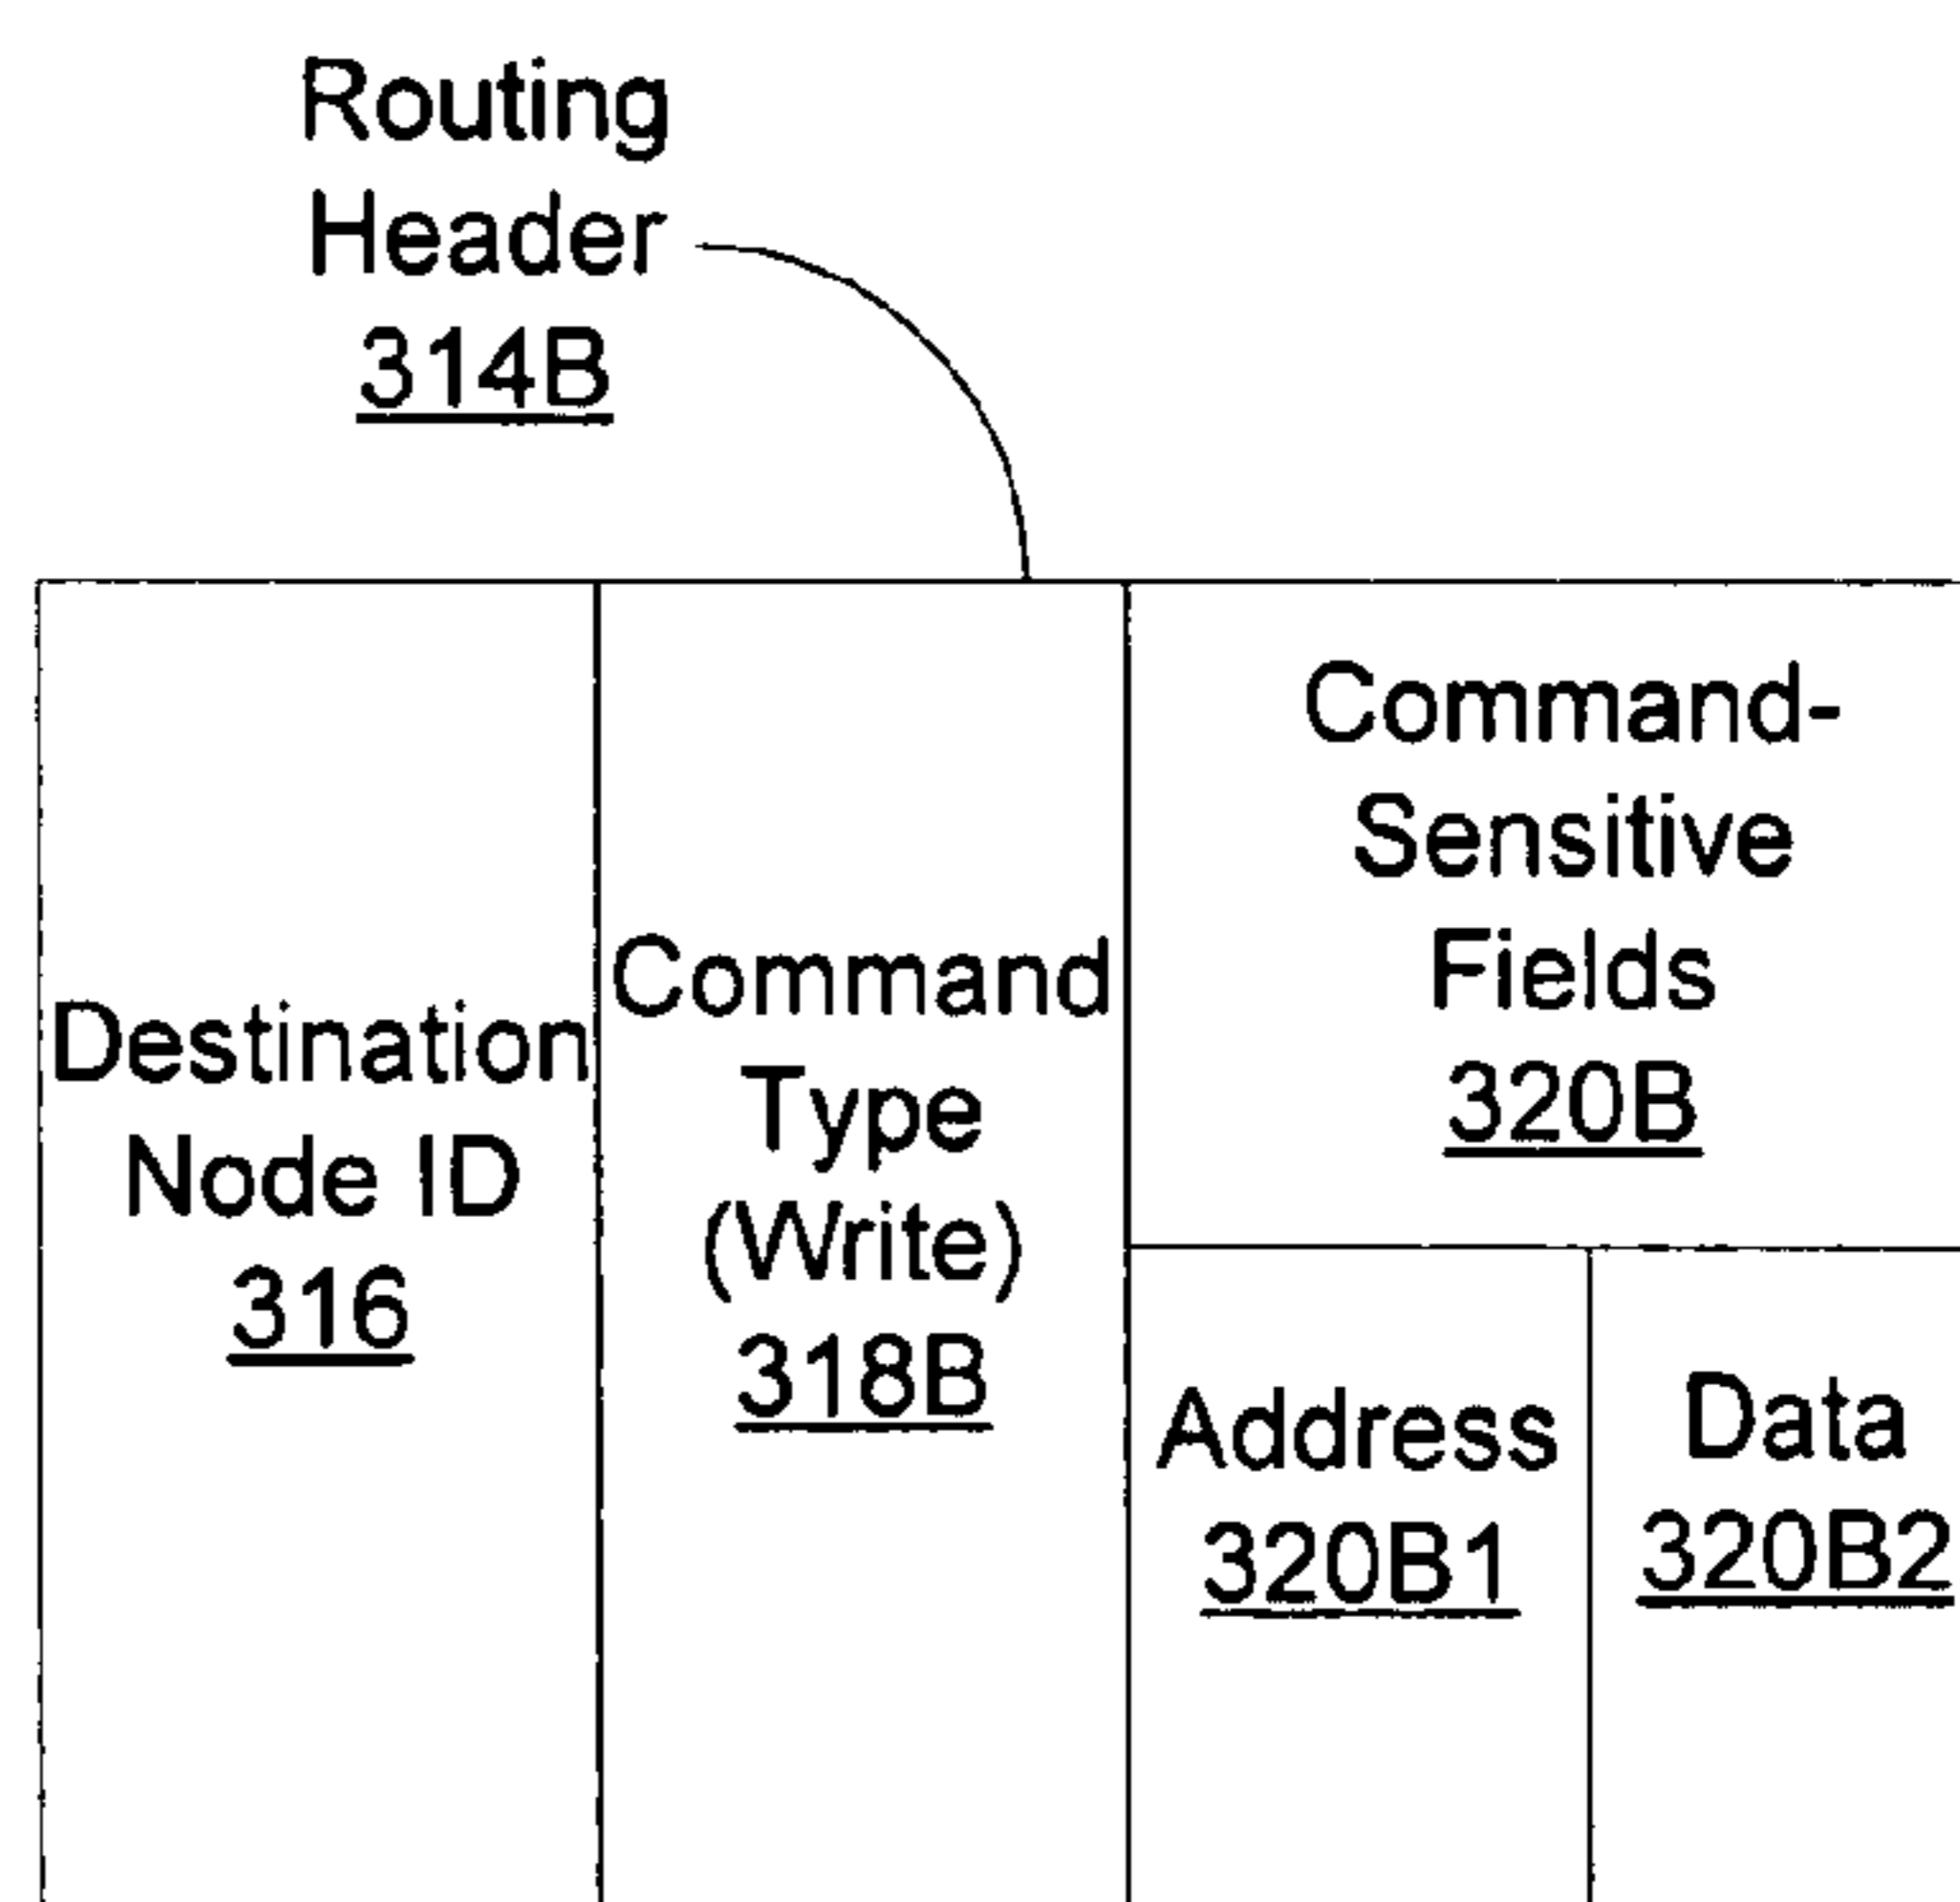 Routing
Header
314B
Destination
Node ID
316
Command
Type
(Write)
318B
Command-
Sensitive
Fields
320B
Address
320B1
Data
320B2